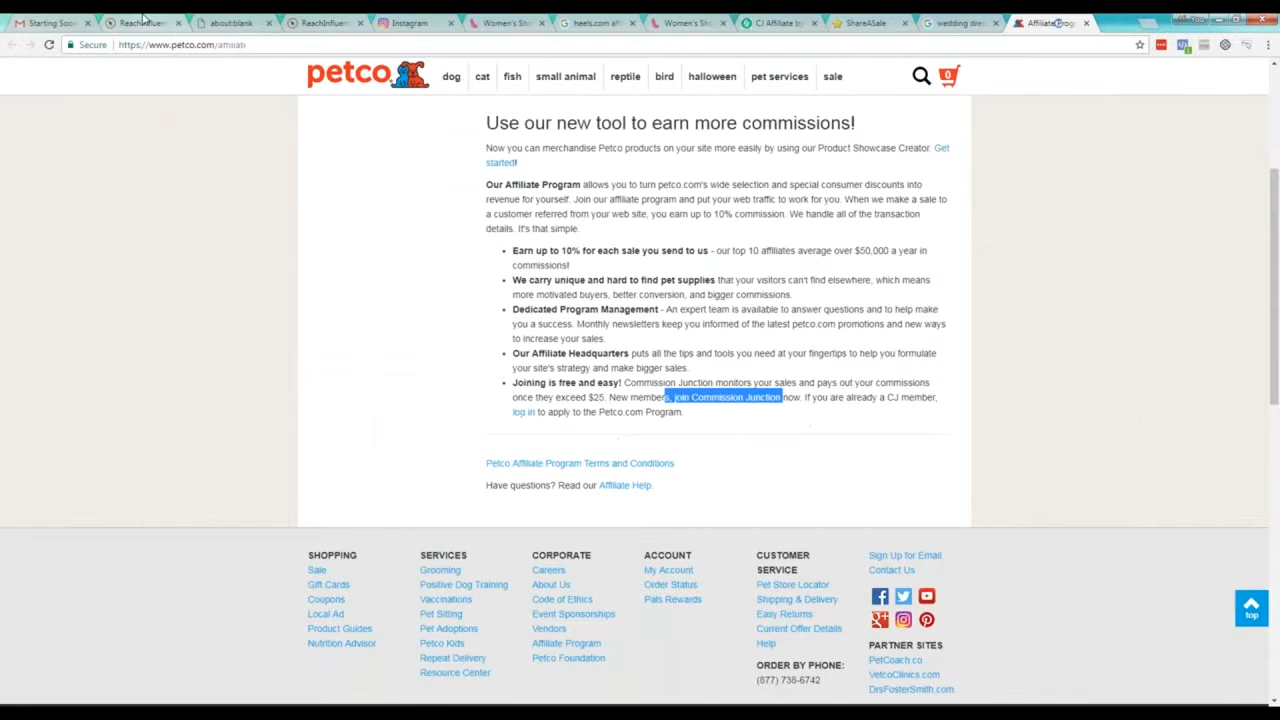 Starting Soo
ReachInfluen
about:blank
ReachInfluen
Instagram
Women's Sho
heels.com aff
Women's Sho
CJ Affiliate by
ShareASale
wedding dre
Affiliate Prog
You
Secure
https://www.petco.com/affiliate
petco
dog
cat
fish
small animal
reptile
bird
halloween
pet services
sale
0
Use our new tool to earn more commissions!
Now you can merchandise Petco products on your site more easily by using our Product Showcase Creator. Get
started!
Our Affiliate Program allows you to turn petco.com's wide selection and special consumer discounts into
revenue for yourself. Join our affiliate program and put your web traffic to work for you. When we make a sale to
a customer referred from your web site, you earn up to 10% commission. We handle all of the transaction
details. It's that simple.
• Earn up to 10% for each sale you send to us - our top 10 affiliates average over $50,000 a year in
commissions!
• We carry unique and hard to find pet supplies that your visitors can't find elsewhere, which means
more motivated buyers, better conversion, and bigger commissions.
• Dedicated Program Management - An expert team is available to answer questions and to help make
you a success. Monthly newsletters keep you informed of the latest petco.com promotions and new ways
to increase your sales.
• Our Affiliate Headquarters puts all the tips and tools you need at your fingertips to help you formulate
your site's strategy and make bigger sales.
• Joining is free and easy! Commission Junction monitors your sales and pays out your commissions
once they exceed $25. New members, join Commission Junction now. If you are already a CJ member,
log in to apply to the Petco.com Program.
Petco Affiliate Program Terms and Conditions
Have questions? Read our Affiliate Help.
top
SHOPPING
Sale
Gift Cards
Coupons
Local Ad
Product Guides
Nutrition Advisor
SERVICES
Grooming
Positive Dog Training
Vaccinations
Pet Sitting
Pet Adoptions
Petco Kids
Repeat Delivery
Resource Center
CORPORATE
Careers
About Us
Code of Ethics
Event Sponsorships
Vendors
Affiliate Program
Petco Foundation
ACCOUNT
My Account
Order Status
Pals Rewards
CUSTOMER
SERVICE
Pet Store Locator
Shipping & Delivery
Easy Returns
Current Offer Details
Help
ORDER BY PHONE:
(877) 738-6742
Sign Up for Email
Contact Us
PARTNER SITES
PetCoach.co
VetcoClinics.com
DrsFosterSmith.com